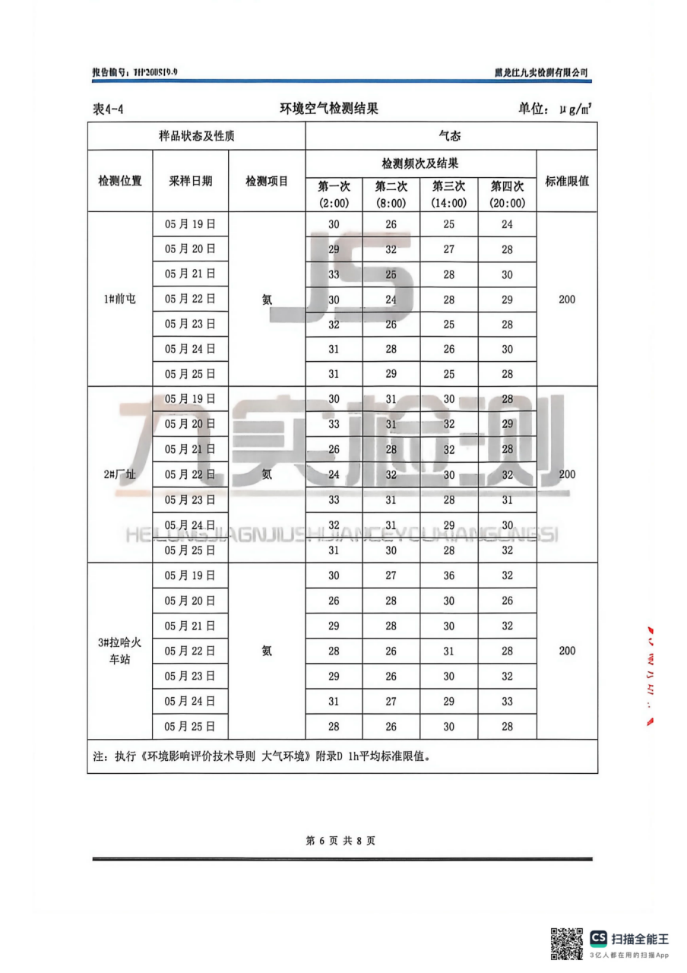 报告编号：JHP200519-9 黑龙江九实检测有限公司
表4-4 环境空气检测结果 单位：μg/m³
样品状态及性质 气态
检测位置 采样日期 检测项目 检测频次及结果 标准限值
第一次 第二次 第三次 第四次
(2:00) (8:00) (14:00) (20:00)
1#前屯 氨 200
05月19日 30 26 25 24
05月20日 29 32 27 28
05月21日 33 26 28 30
05月22日 30 24 28 29
05月23日 32 26 25 28
05月24日 31 28 26 30
05月25日 31 29 25 28
2#厂址 氨 200
05月19日 30 31 30 28
05月20日 33 31 32 29
05月21日 26 28 32 28
05月22日 24 32 30 32
05月23日 33 31 28 31
05月24日 32 31 29 30
05月25日 31 30 28 32
3#拉哈火
车站 氨 200
05月19日 30 27 36 32
05月20日 26 28 30 26
05月21日 29 28 30 32
05月22日 28 26 31 28
05月23日 29 26 30 32
05月24日 31 27 29 33
05月25日 28 26 30 28
注：执行《环境影响评价技术导则 大气环境》附录D 1h平均标准限值。
JS
九实检测
HEILONGJIAGNJIUSHIJIANCEYOUXIANGONGSI
第 6 页 共 8 页
CS 扫描全能王
3亿人都在用的扫描App